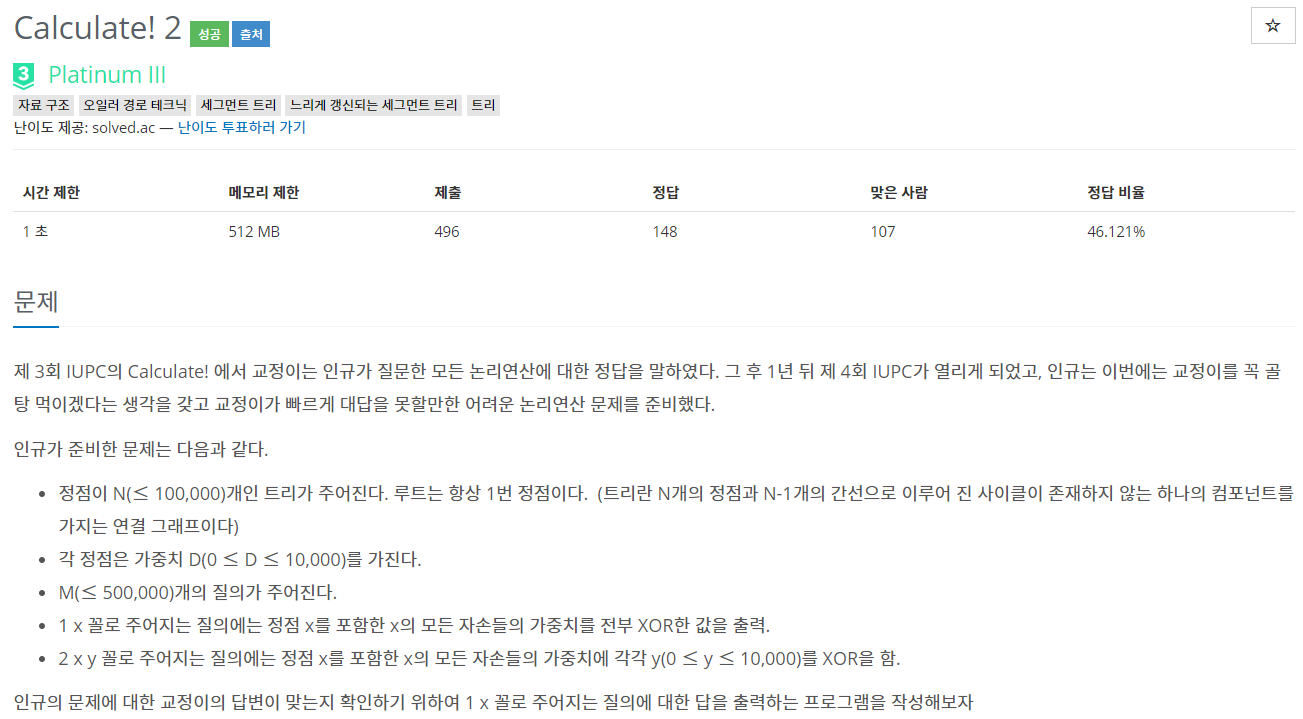 Calculate! 2 성공 출처
☆
3 Platinum III
자료 구조 오일러 경로 테크닉 세그먼트 트리 느리게 갱신되는 세그먼트 트리 트리
난이도 제공: solved.ac — 난이도 투표하러 가기
시간 제한 메모리 제한 제출 정답 맞은 사람 정답 비율
1 초 512 MB 496 148 107 46.121%
문제
제 3회 IUPC의 Calculate! 에서 교정이는 인규가 질문한 모든 논리연산에 대한 정답을 말하였다. 그 후 1년 뒤 제 4회 IUPC가 열리게 되었고, 인규는 이번에는 교정이를 꼭 골
탕 먹이겠다는 생각을 갖고 교정이가 빠르게 대답을 못할만한 어려운 논리연산 문제를 준비했다.
인규가 준비한 문제는 다음과 같다.
• 정점이 N(≤ 100,000)개인 트리가 주어진다. 루트는 항상 1번 정점이다. (트리란 N개의 정점과 N-1개의 간선으로 이루어 진 사이클이 존재하지 않는 하나의 컴포넌트를
가지는 연결 그래프이다)
• 각 정점은 가중치 D(0 ≤ D ≤ 10,000)를 가진다.
• M(≤ 500,000)개의 질의가 주어진다.
• 1 x 꼴로 주어지는 질의에는 정점 x를 포함한 x의 모든 자손들의 가중치를 전부 XOR한 값을 출력.
• 2 x y 꼴로 주어지는 질의에는 정점 x를 포함한 x의 모든 자손들의 가중치에 각각 y(0 ≤ y ≤ 10,000)를 XOR을 함.
인규의 문제에 대한 교정이의 답변이 맞는지 확인하기 위하여 1 x 꼴로 주어지는 질의에 대한 답을 출력하는 프로그램을 작성해보자